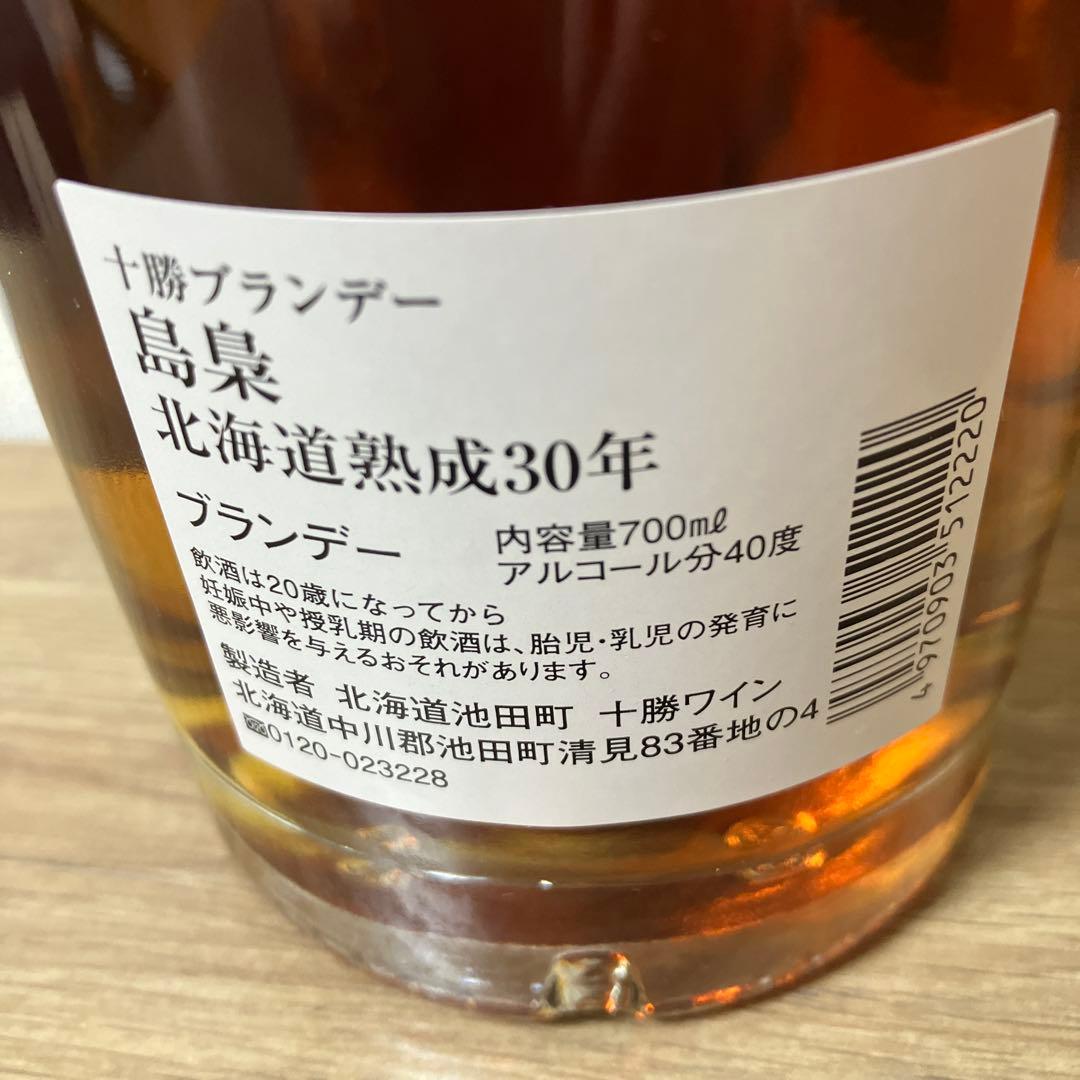 十勝ブランデー
島梟
北海道熟成30年
ブランデー
内容量700㎖
アルコール分40度
飲酒は20歳になってから
妊娠中や授乳期の飲酒は、胎児・乳児の発育に
悪影響を与えるおそれがあります。
製造者 北海道池田町 十勝ワイン
北海道中川郡池田町清見83番地の4
0120-023228
4970903512220